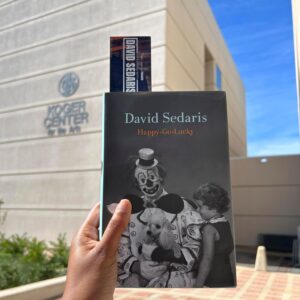 DAVID SEDARIS
David Sedaris
Happy-Go-Lucky
KOGER
CENTER
for the Arts